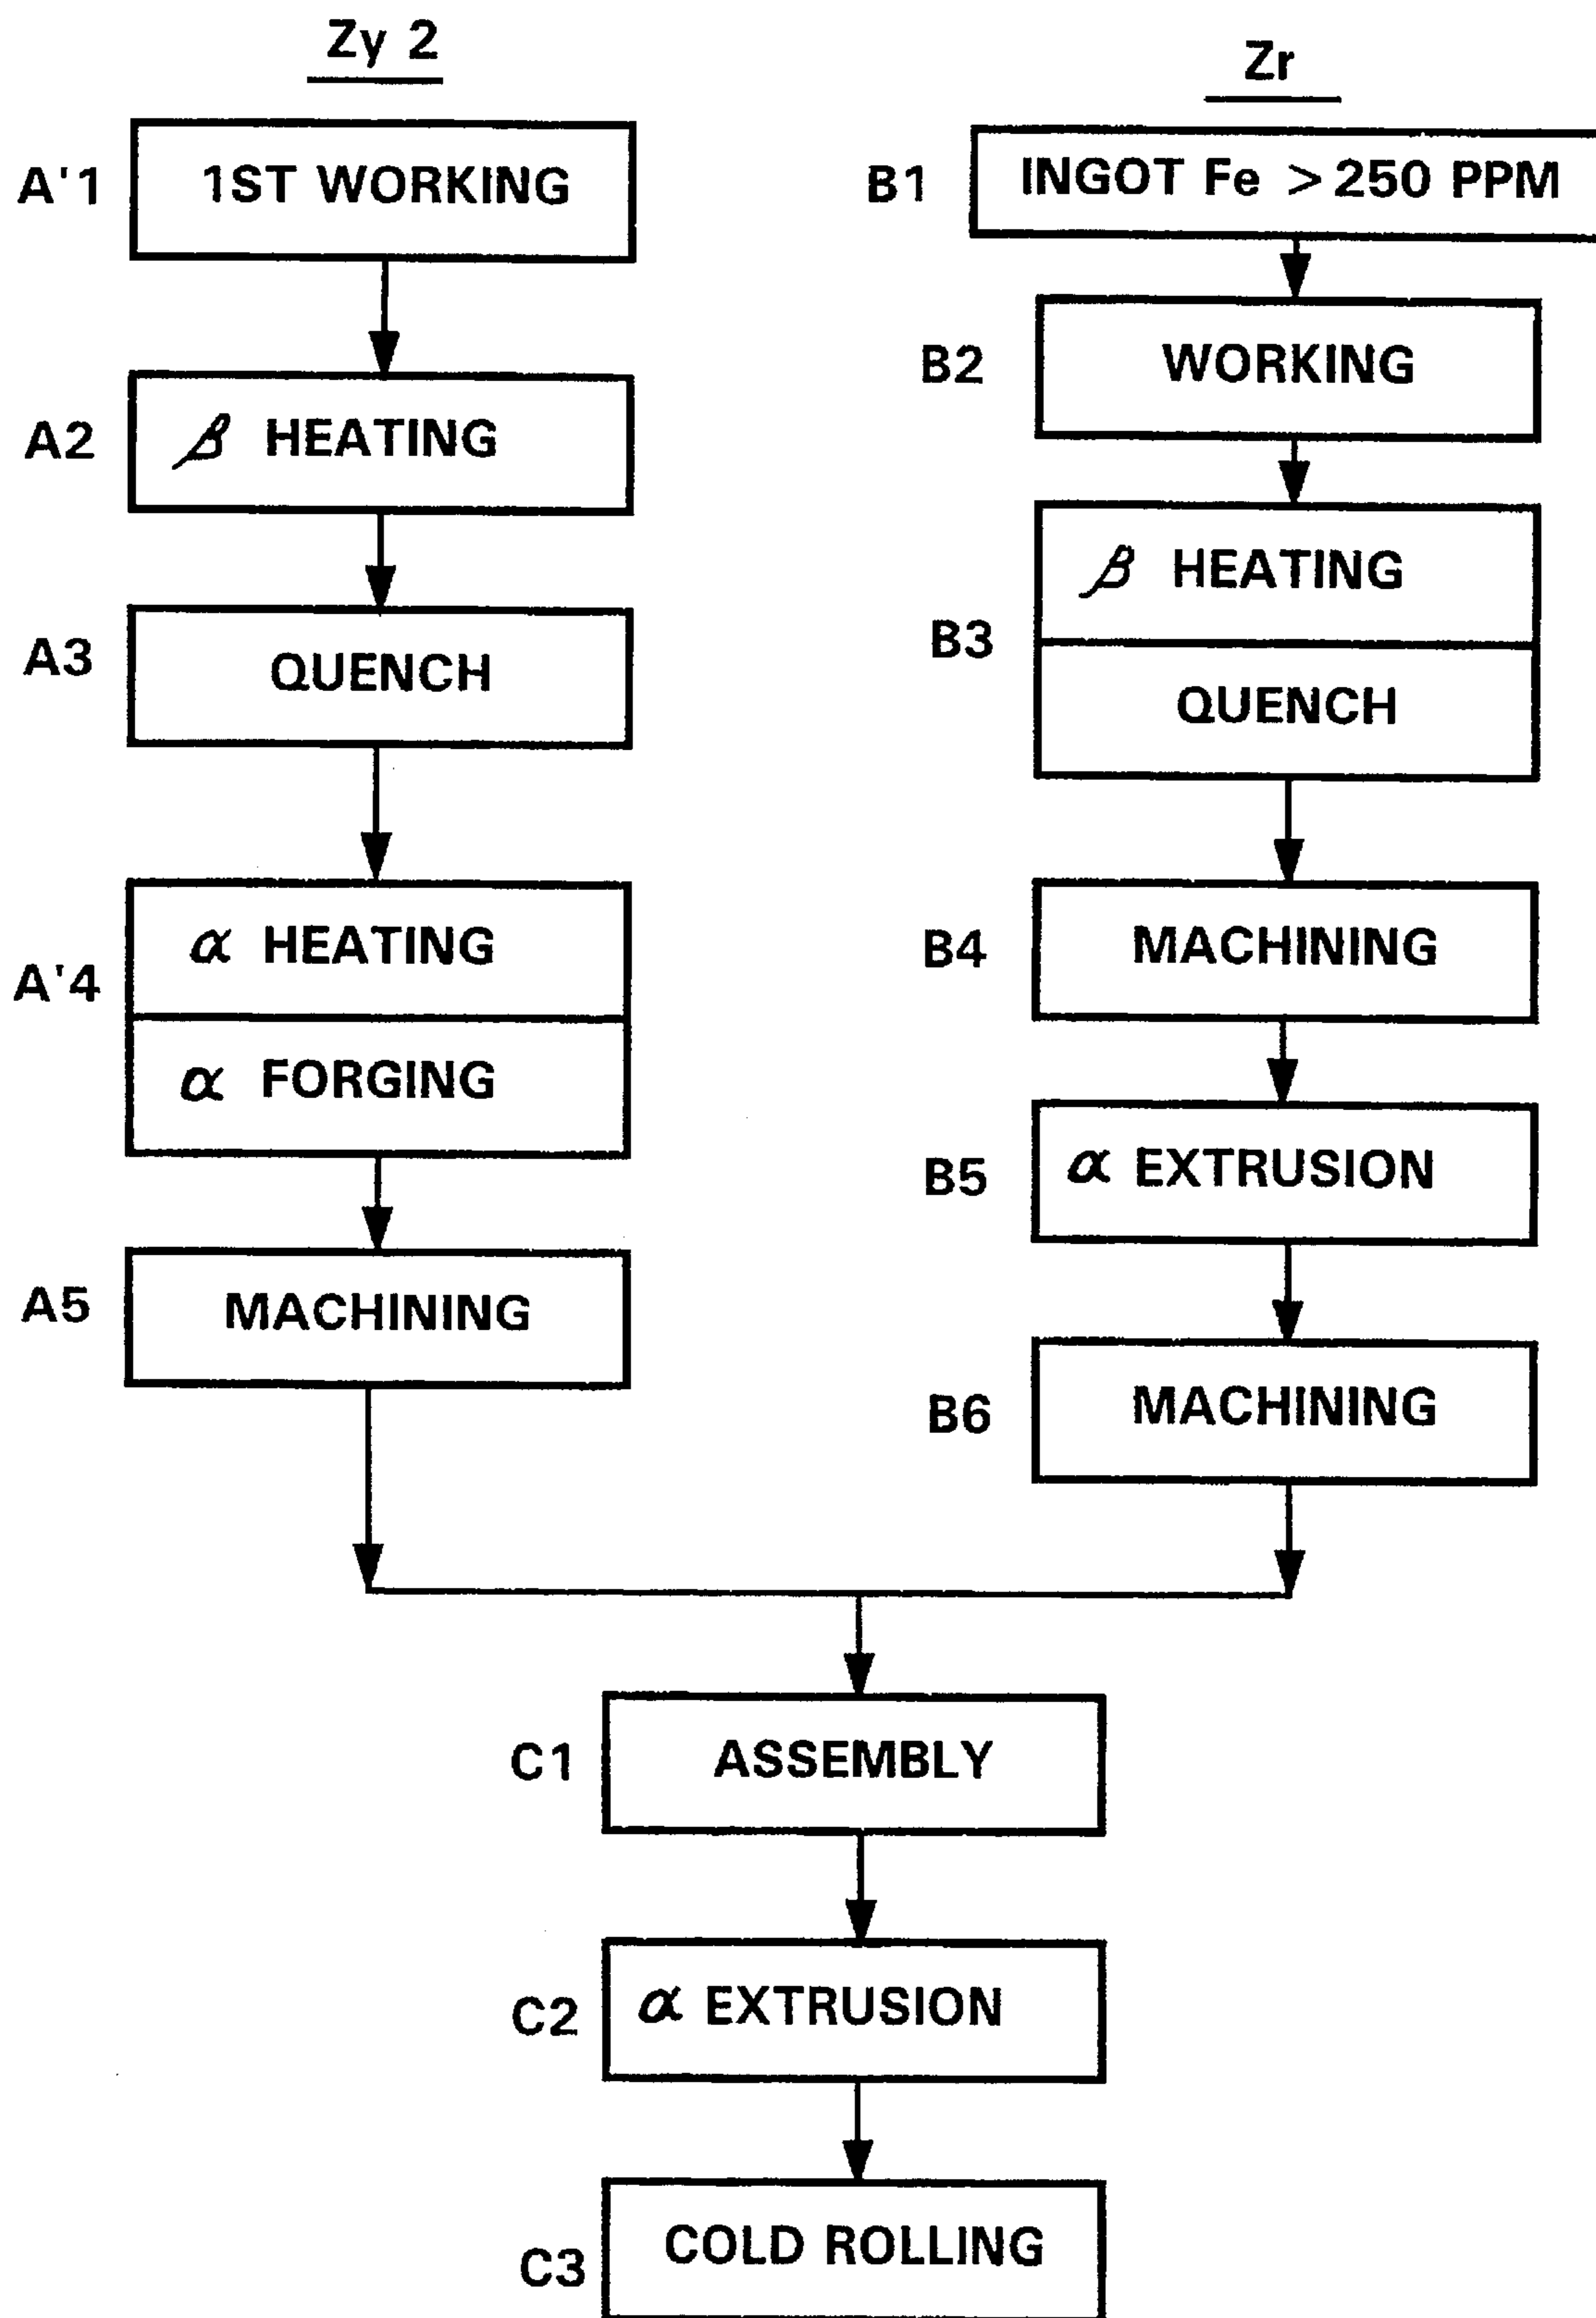 Zy 2
A'1 1ST WORKING
A2 β HEATING
A3 QUENCH
A'4
α HEATING
α FORGING
A5 MACHINING
Zr
B1 INGOT Fe > 250 PPM
B2 WORKING
B3
β HEATING
QUENCH
B4 MACHINING
B5 α EXTRUSION
B6 MACHINING
C1 ASSEMBLY
C2 α EXTRUSION
C3 COLD ROLLING